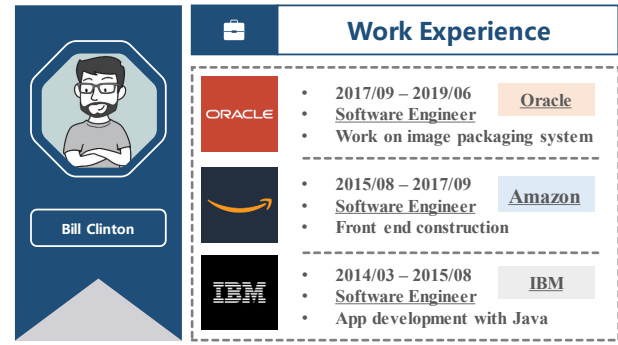 Work Experience
Bill Clinton
ORACLE
• 2017/09 – 2019/06
Oracle
• Software Engineer
• Work on image packaging system
• 2015/08 – 2017/09
Amazon
• Software Engineer
• Front end construction
IBM
• 2014/03 – 2015/08
IBM
• Software Engineer
• App development with Java